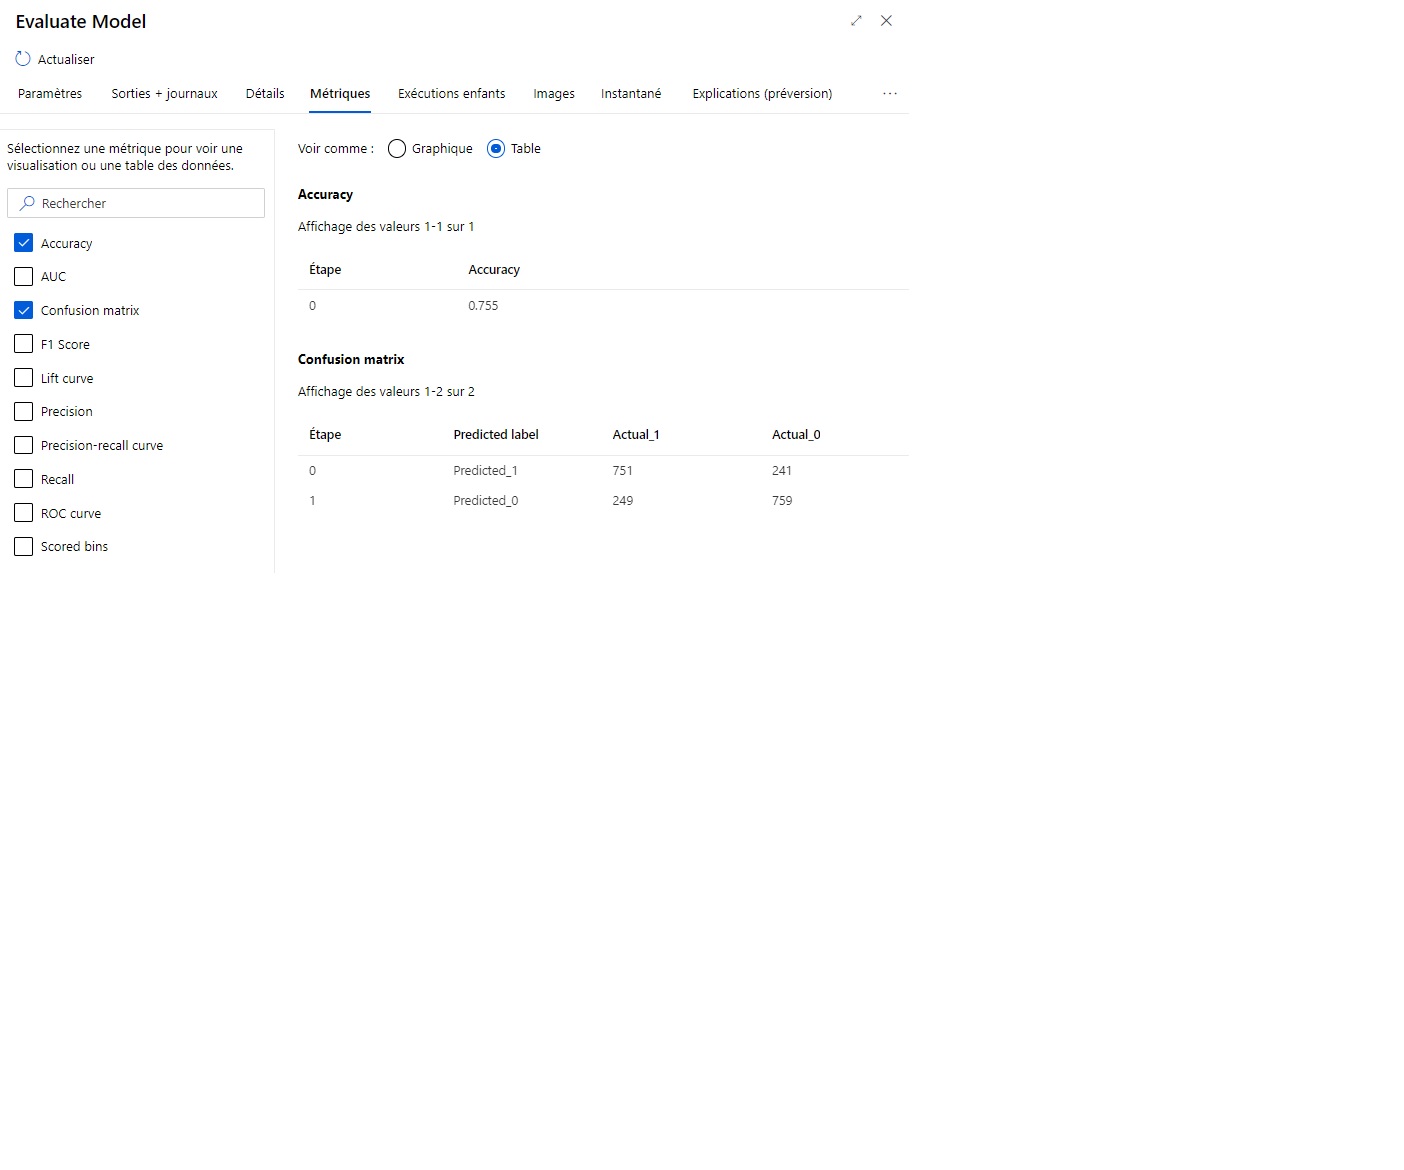 Evaluate Model
Actualiser
Paramètres Sorties + journaux Détails Métriques Exécutions enfants Images Instantané Explications (préversion) ...
Sélectionnez une métrique pour voir une
visualisation ou une table des données.
Rechercher
Accuracy
AUC
Confusion matrix
F1 Score
Lift curve
Precision
Precision-recall curve
Recall
ROC curve
Scored bins
Voir comme : Graphique Table
Accuracy
Affichage des valeurs 1-1 sur 1
Étape Accuracy
0 0.755
Confusion matrix
Affichage des valeurs 1-2 sur 2
Étape Predicted label Actual_1 Actual_0
0 Predicted_1 751 241
1 Predicted_0 249 759